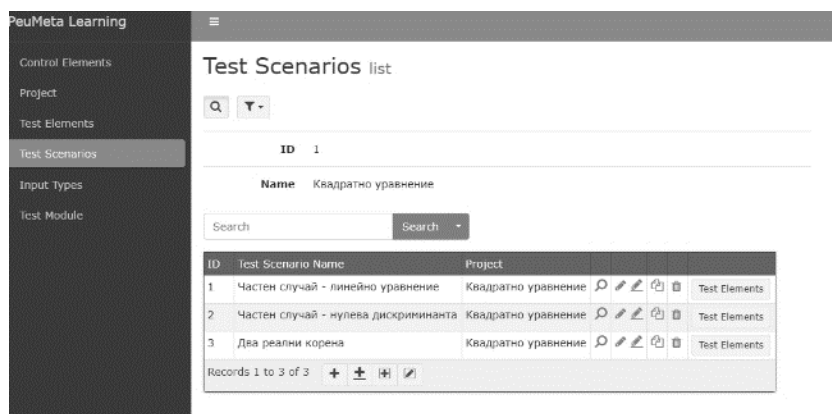 PeuMeta Learning
Control Elements
Project
Test Elements
Test Scenarios
Input Types
Test Module
Test Scenarios list
ID 1
Name Квадратно уравнение
Search Search
ID Test Scenario Name Project
1 Частен случай - линейно уравнение Квадратно уравнение Test Elements
2 Частен случай - нулева дискриминанта Квадратно уравнение Test Elements
3 Два реални корена Квадратно уравнение Test Elements
Records 1 to 3 of 3